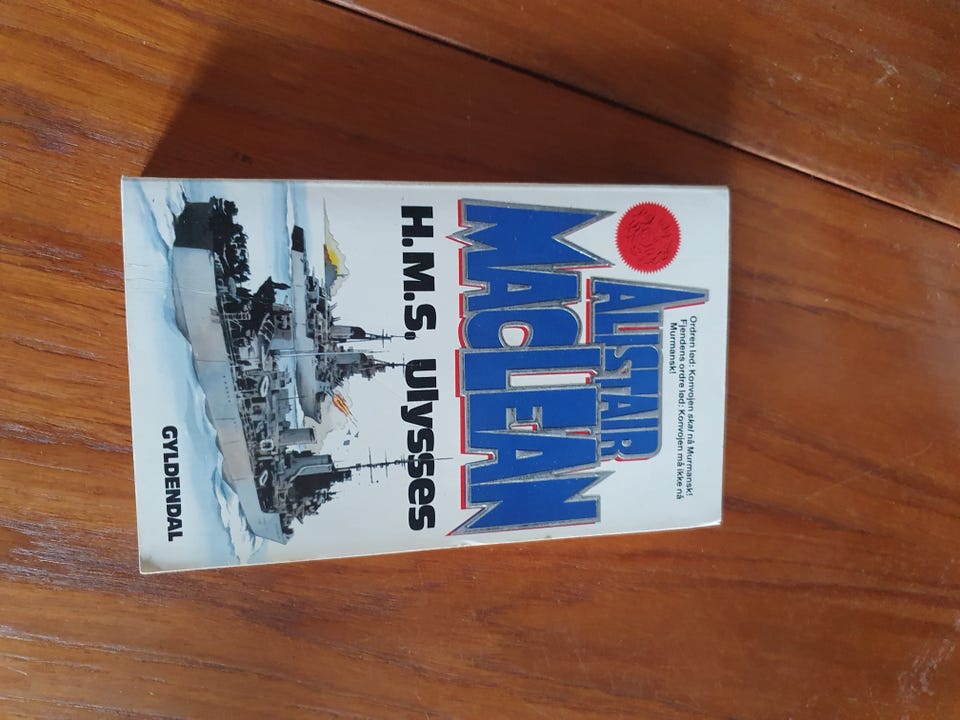 Ordren lød: Konvojen skal nå Murmansk!
Fjendens ordre lød: Konvojen må ikke nå
Murmansk!
ALISTAIR
MACLEAN
H.M.S. Ulysses
GYLDENDAL